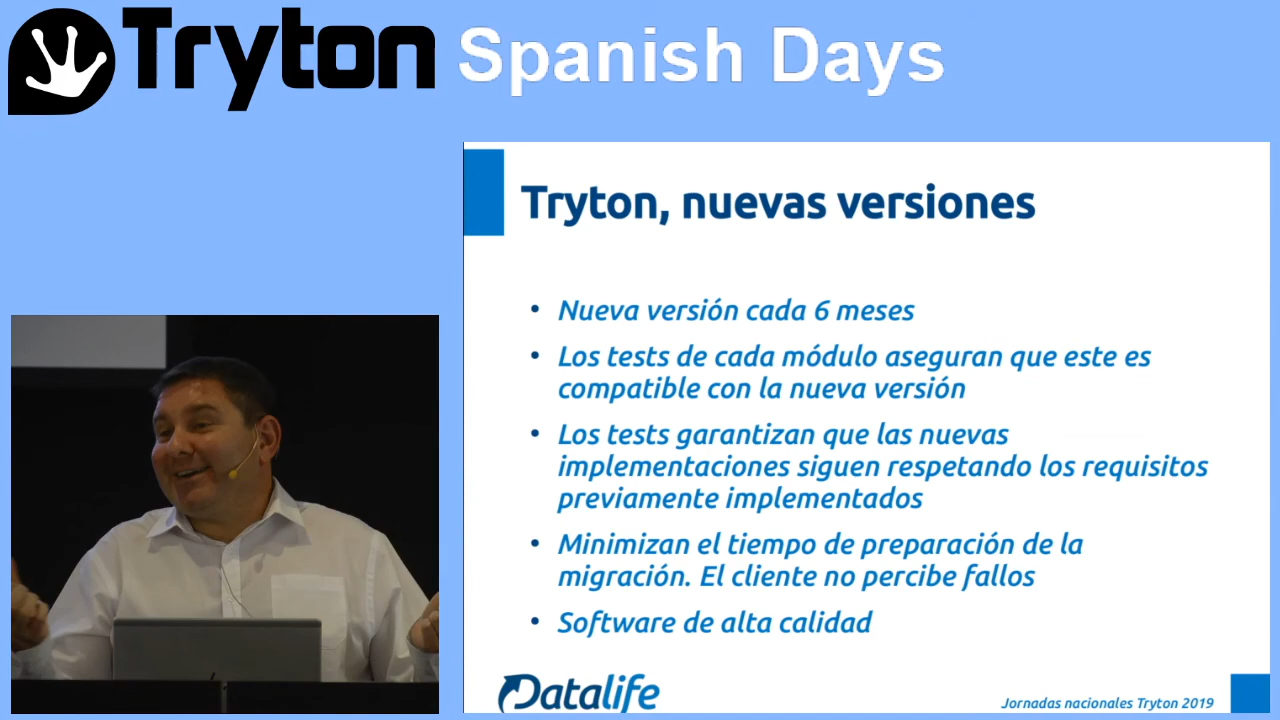 Tryton Spanish Days
Tryton, nuevas versiones
• Nueva versión cada 6 meses
• Los tests de cada módulo aseguran que este es
compatible con la nueva versión
• Los tests garantizan que las nuevas
implementaciones siguen respetando los requisitos
previamente implementados
• Minimizan el tiempo de preparación de la
migración. El cliente no percibe fallos
• Software de alta calidad
Datalife
Jornadas nacionales Tryton 2019